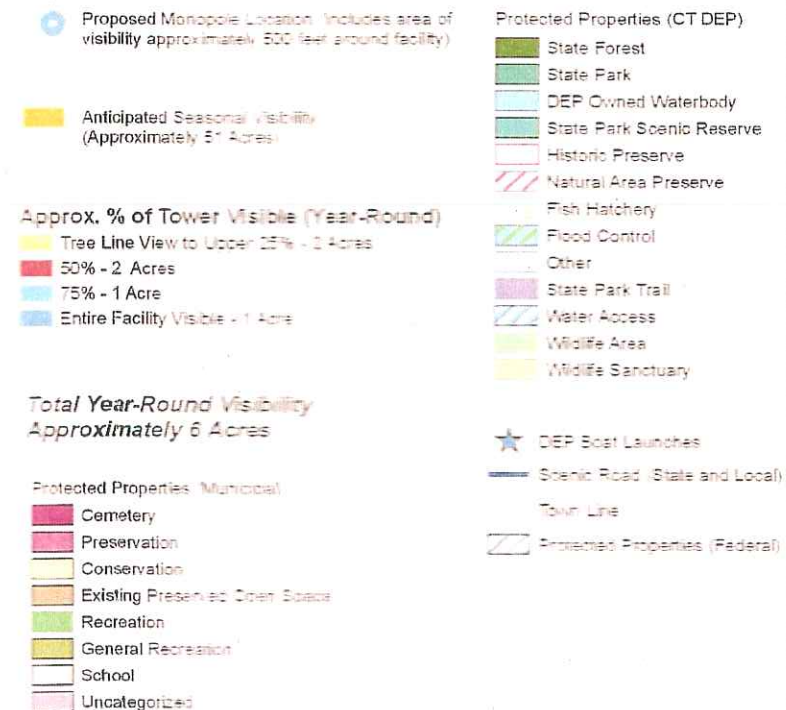 Proposed Monopole Location (Includes area of
visibility approximately 500 feet around facility)
Anticipated Seasonal Visibility
(Approximately 51 Acres)
Approx. % of Tower Visible (Year-Round)
Tree Line View to Upper 25% - 2 Acres
50% - 2 Acres
75% - 1 Acre
Entire Facility Visible - 1 Acre
Total Year-Round Visibility
Approximately 6 Acres
Protected Properties (Municipal)
Cemetery
Preservation
Conservation
Existing Preserved Open Space
Recreation
General Recreation
School
Uncategorized
Protected Properties (CT DEP)
State Forest
State Park
DEP Owned Waterbody
State Park Scenic Reserve
Historic Preserve
Natural Area Preserve
Fish Hatchery
Flood Control
Other
State Park Trail
Water Access
Wildlife Area
Wildlife Sanctuary
DEP Boat Launches
Scenic Road (State and Local)
Town Line
Protected Properties (Federal)